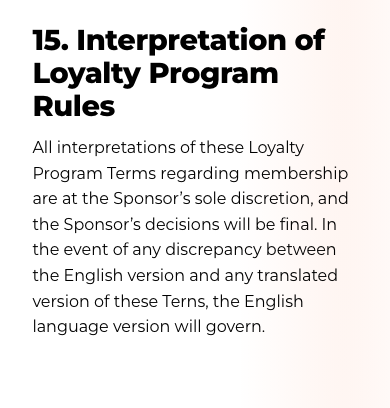 15. Interpretation of
Loyalty Program
Rules
All interpretations of these Loyalty
Program Terms regarding membership
are at the Sponsor’s sole discretion, and
the Sponsor’s decisions will be final. In
the event of any discrepancy between
the English version and any translated
version of these Terns, the English
language version will govern.